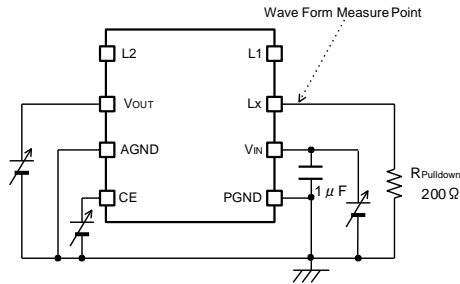 Wave Form Measure Point
L2 L1
VOUT Lx
AGND VIN
CE PGND
1μF
RPulldown
200Ω